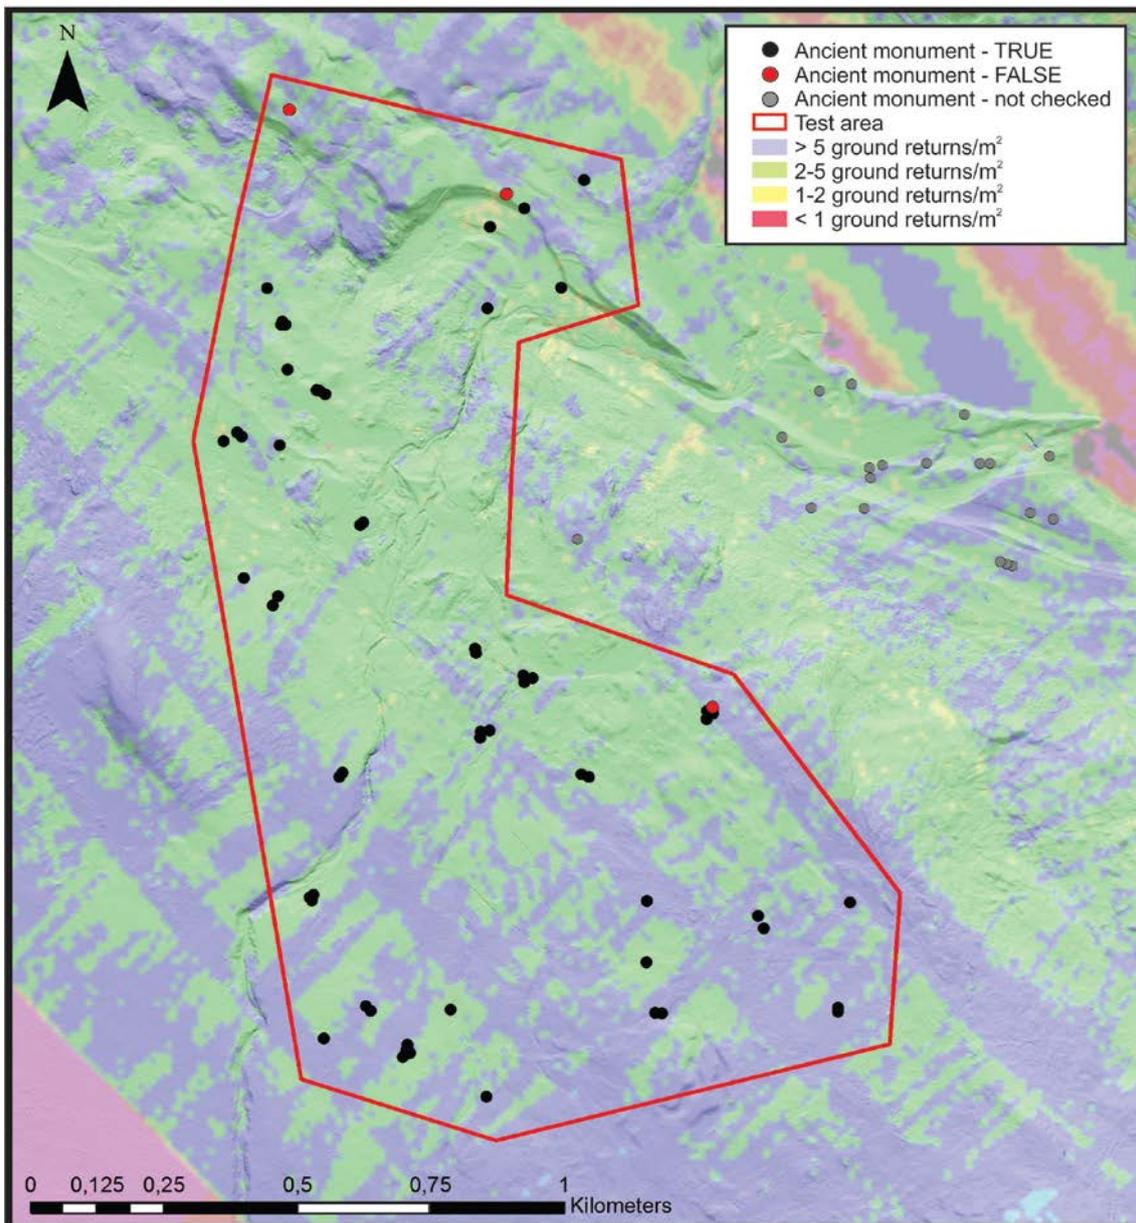 N
Ancient monument - TRUE
Ancient monument - FALSE
Ancient monument - not checked
Test area
> 5 ground returns/m²
2-5 ground returns/m²
1-2 ground returns/m²
< 1 ground returns/m²
0 0,125 0,25 0,5 0,75 1
Kilometers